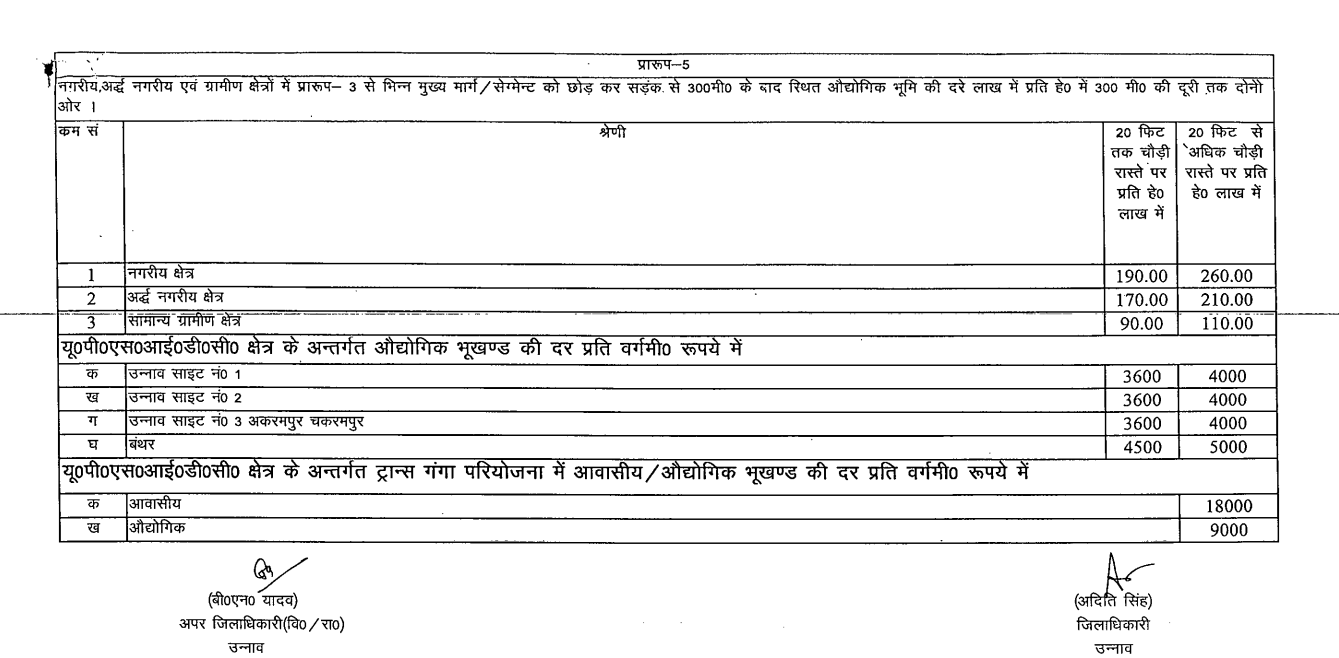 प्रारूप–5
नगरीय,अर्द्ध नगरीय एवं ग्रामीण क्षेत्रों में प्रारूप– 3 से भिन्न मुख्य मार्ग/सेग्मेन्ट को छोड़ कर सड़क से 300मी0 के बाद स्थित औद्योगिक भूमि की दरे लाख में प्रति हे0 में 300 मी0 की दूरी तक दोनो
ओर ।
कम सं श्रेणी 20 फिट 20 फिट से
तक चौड़ी अधिक चौड़ी
रास्ते पर रास्ते पर प्रति
प्रति हे0 हे0 लाख में
लाख में
1 नगरीय क्षेत्र 190.00 260.00
2 अर्द्ध नगरीय क्षेत्र 170.00 210.00
3 सामान्य ग्रामीण क्षेत्र 90.00 110.00
यू0पी0एस0आई0डी0सी0 क्षेत्र के अन्तर्गत औद्योगिक भूखण्ड की दर प्रति वर्गमी0 रूपये में
क उन्नाव साइट नं0 1 3600 4000
ख उन्नाव साइट नं0 2 3600 4000
ग उन्नाव साइट नं0 3 अकरमपुर चकरमपुर 3600 4000
घ बंथर 4500 5000
यू0पी0एस0आई0डी0सी0 क्षेत्र के अन्तर्गत ट्रान्स गंगा परियोजना में आवासीय/औद्योगिक भूखण्ड की दर प्रति वर्गमी0 रूपये में
क आवासीय 18000
ख औद्योगिक 9000
(बी0एन0 यादव) (अदिति सिंह)
अपर जिलाधिकारी(वि0/रा0) जिलाधिकारी
उन्नाव उन्नाव